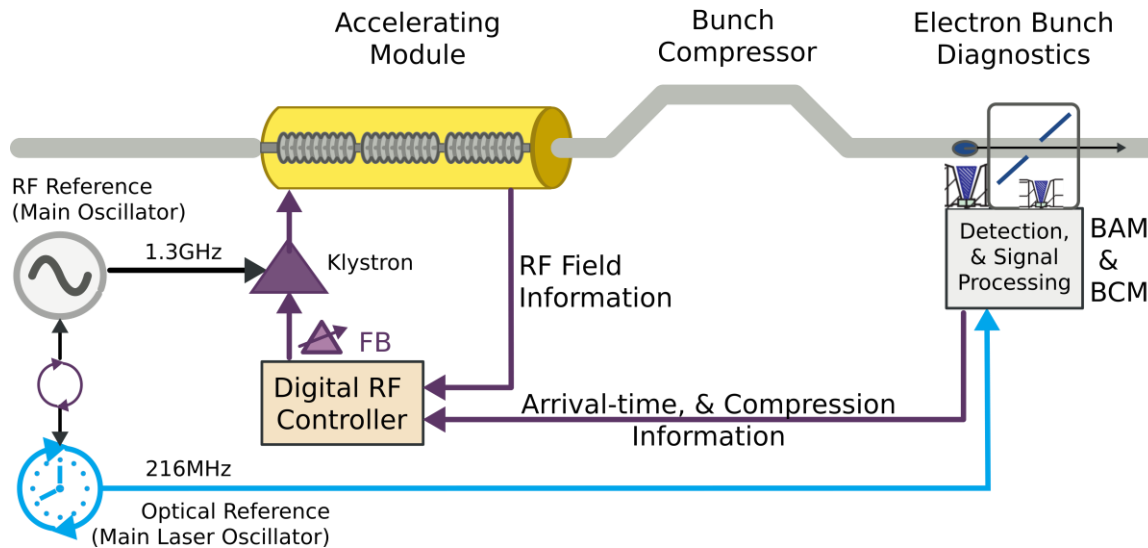 Accelerating
Module
Bunch
Compressor
Electron Bunch
Diagnostics
RF Reference
(Main Oscillator)
1.3GHz
Klystron
RF Field
Information
Detection,
& Signal
Processing
BAM
&
BCM
FB
Digital RF
Controller
Arrival-time, & Compression
Information
216MHz
Optical Reference
(Main Laser Oscillator)